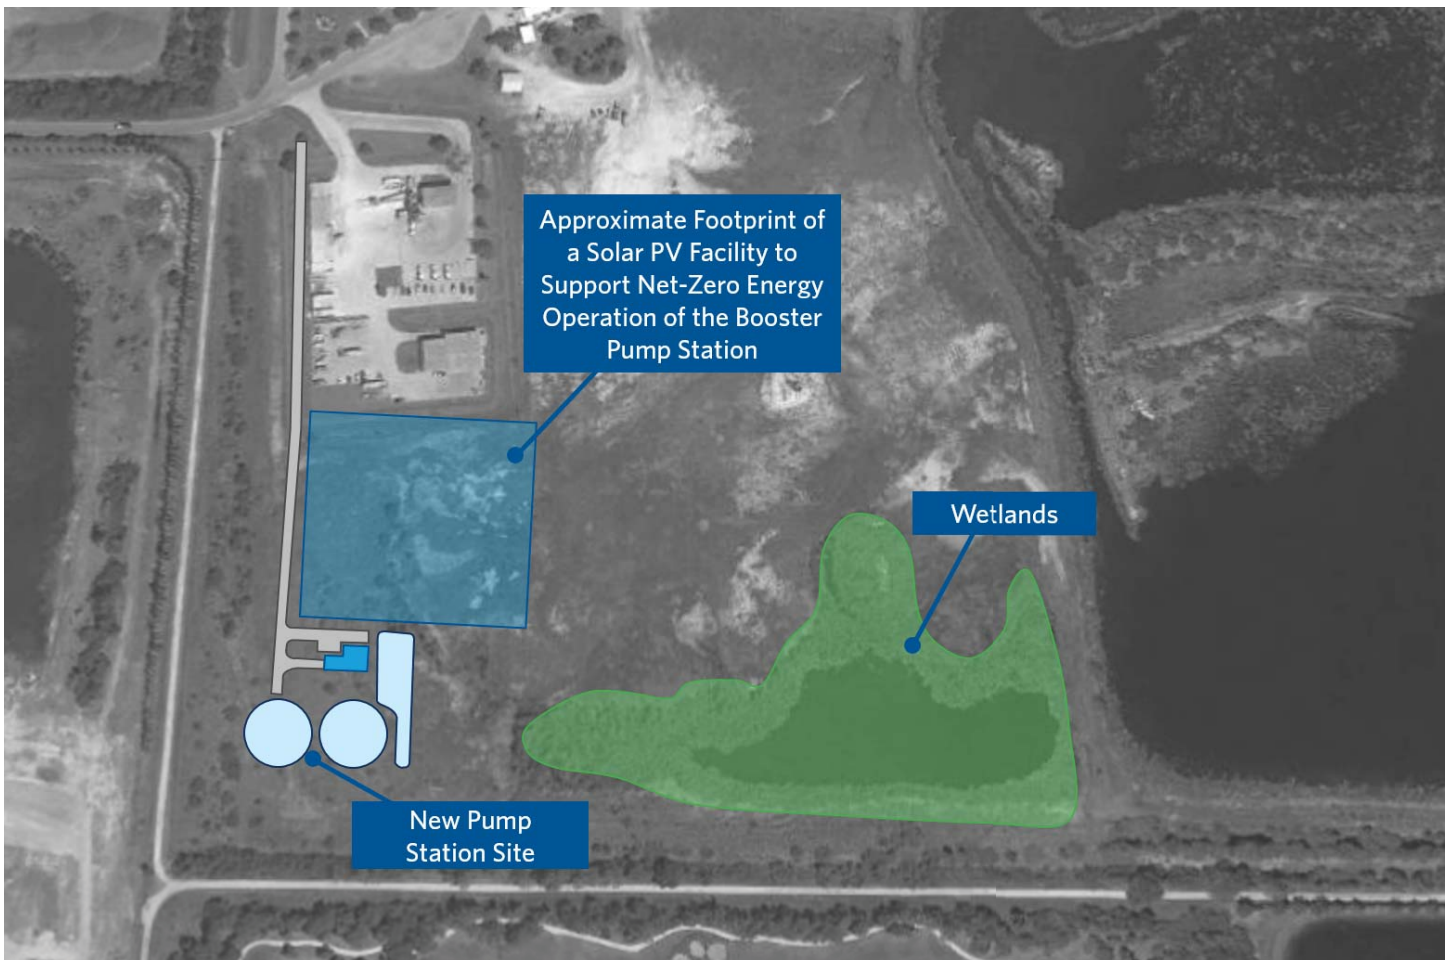 Approximate Footprint of
a Solar PV Facility to
Support Net-Zero Energy
Operation of the Booster
Pump Station
Wetlands
New Pump
Station Site